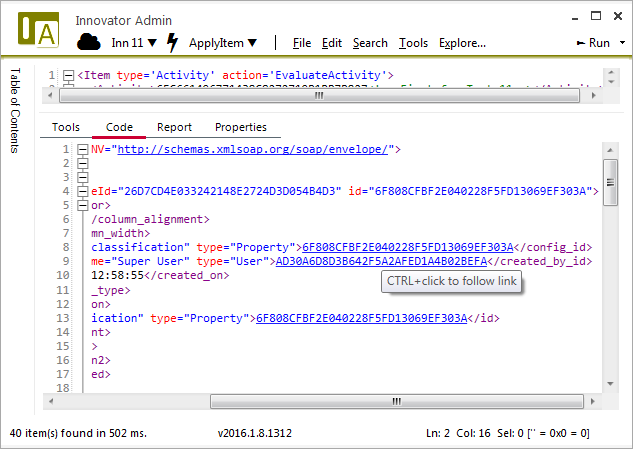 Innovator Admin
IA
Inn 11 ApplyItem File Edit Search Tools Explore... Run
Table of Contents
1 <Item type='Activity' action='EvaluateActivity'>
Tools Code Report Properties
1 NV="http://schemas.xmlsoap.org/soap/envelope/">
2
3
4 eId="26D7CD4E033242148E2724D3D054B4D3" id="6F808CFBF2E040228F5FD13069EF303A">
5 or>
6 /column_alignment>
7 mn_width>
8 classification" type="Property">6F808CFBF2E040228F5FD13069EF303A</config_id>
9 me="Super User" type="User">AD30A6D8D3B642F5A2AFED1A4B02BEFA</created_by_id>
10 12:58:55</created_on>
11 _type>
12 on>
13 ication" type="Property">6F808CFBF2E040228F5FD13069EF303A</id>
14 nt>
15 >
16 n2>
17 ed>
18
CTRL+click to follow link
40 item(s) found in 502 ms. v2016.1.8.1312 Ln: 2 Col: 16 Sel: 0 ['' = 0x0 = 0]